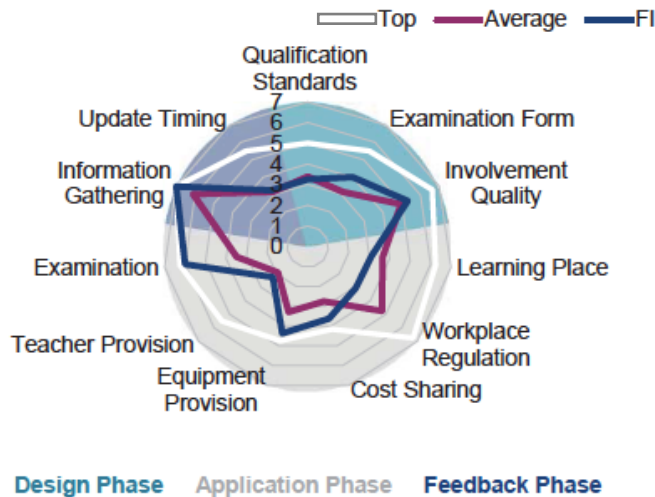 Top Average FI
Qualification
Standards
Update Timing
Examination Form
Information
Gathering
Involvement
Quality
7
6
5
4
3
2
1
0
Examination
Learning Place
Teacher Provision
Workplace
Regulation
Equipment
Provision
Cost Sharing
Design Phase Application Phase Feedback Phase